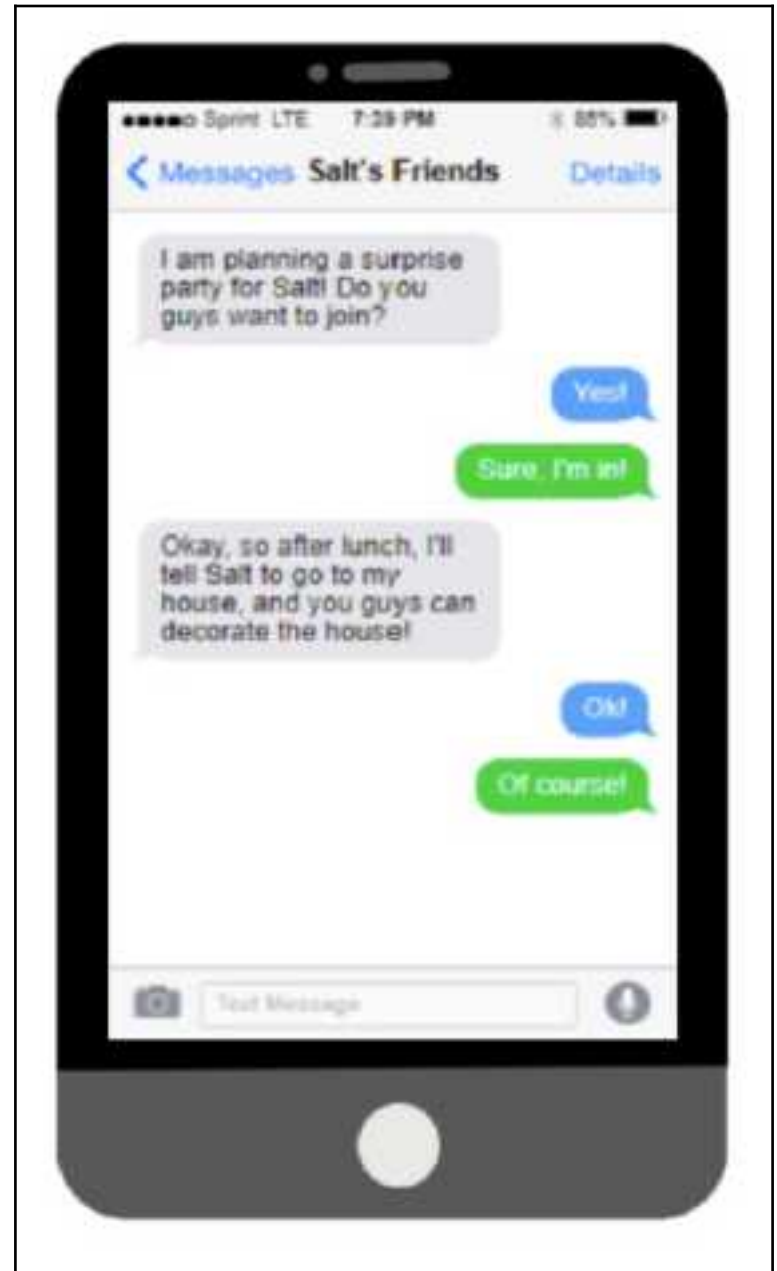 Sprint LTE 7:39 PM 88%
Messages Salt's Friends Details
I am planning a surprise
party for Salt! Do you
guys want to join?
Yes!
Sure, I'm in!
Okay, so after lunch, I'll
tell Salt to go to my
house, and you guys can
decorate the house!
Ok!
Of course!
Text Message